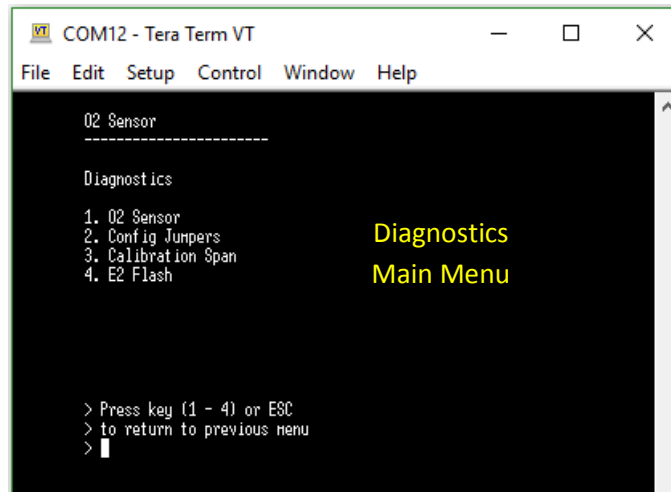 COM12 - Tera Term VT
File Edit Setup Control Window Help
O2 Sensor
-----------------------
Diagnostics
1. O2 Sensor
2. Config Jumpers
3. Calibration Span
4. E2 Flash
Diagnostics
Main Menu
> Press key (1 - 4) or ESC
> to return to previous menu
>